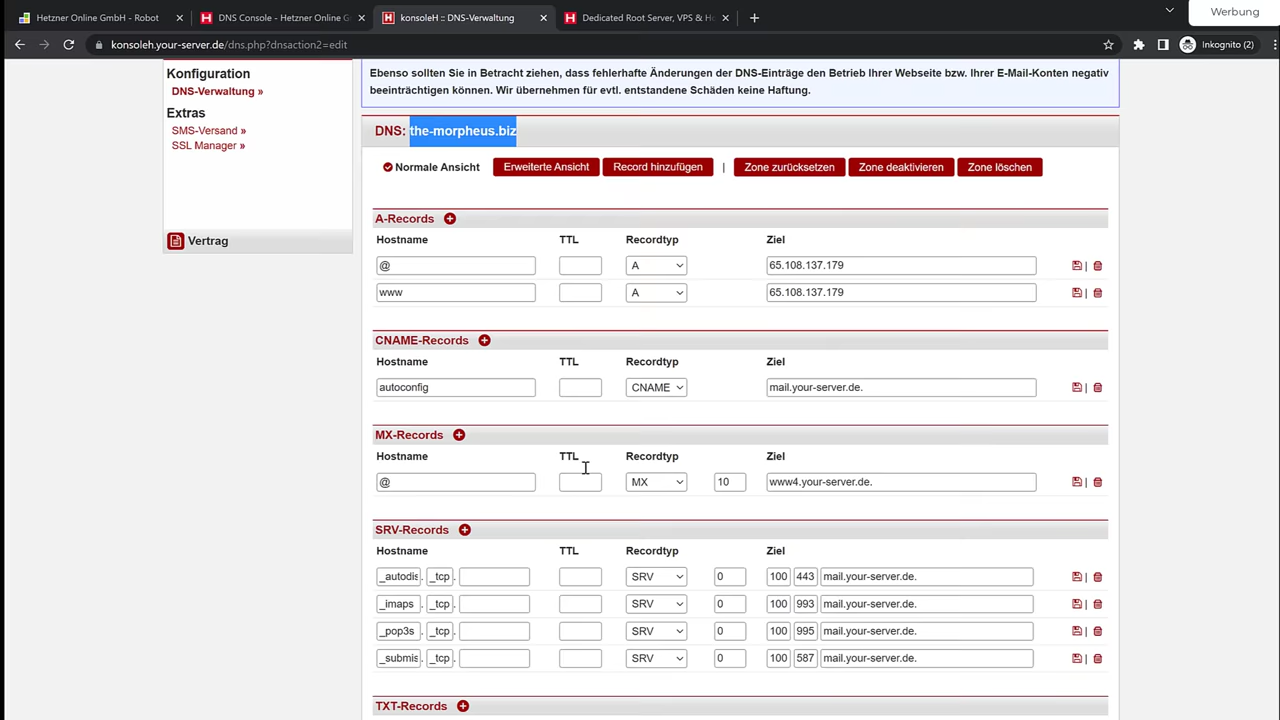 Hetzner Online GmbH - Robot
DNS Console - Hetzner Online G
konsoleH :: DNS-Verwaltung
Dedicated Root Server, VPS & H
Werbung
konsoleh.your-server.de/dns.php?dnsaction2=edit
Inkognito (2)
Konfiguration
DNS-Verwaltung »
Extras
SMS-Versand »
SSL Manager »
Vertrag
Ebenso sollten Sie in Betracht ziehen, dass fehlerhafte Änderungen der DNS-Einträge den Betrieb Ihrer Webseite bzw. Ihrer E-Mail-Konten negativ
beeinträchtigen können. Wir übernehmen für evtl. entstandene Schäden keine Haftung.
DNS: the-morpheus.biz
Normale Ansicht Erweiterte Ansicht Record hinzufügen | Zone zurücksetzen Zone deaktivieren Zone löschen
A-Records
Hostname TTL Recordtyp Ziel
@ A 65.108.137.179 |
www A 65.108.137.179 |
CNAME-Records
Hostname TTL Recordtyp Ziel
autoconfig CNAME mail.your-server.de. |
MX-Records
Hostname TTL Recordtyp Ziel
@ MX 10 www4.your-server.de. |
SRV-Records
Hostname TTL Recordtyp Ziel
_autodis . _tcp . SRV 0 100 443 mail.your-server.de. |
_imaps . _tcp . SRV 0 100 993 mail.your-server.de. |
_pop3s . _tcp . SRV 0 100 995 mail.your-server.de. |
_submis . _tcp . SRV 0 100 587 mail.your-server.de. |
TXT-Records